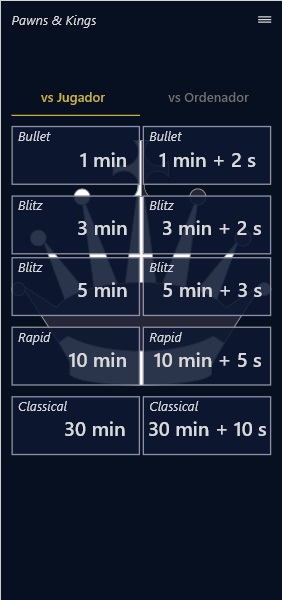 Pawns & Kings
vs Jugador
vs Ordenador
Bullet
1 min
Bullet
1 min + 2 s
Blitz
3 min
Blitz
3 min + 2 s
Blitz
5 min
Blitz
5 min + 3 s
Rapid
10 min
Rapid
10 min + 5 s
Classical
30 min
Classical
30 min + 10 s